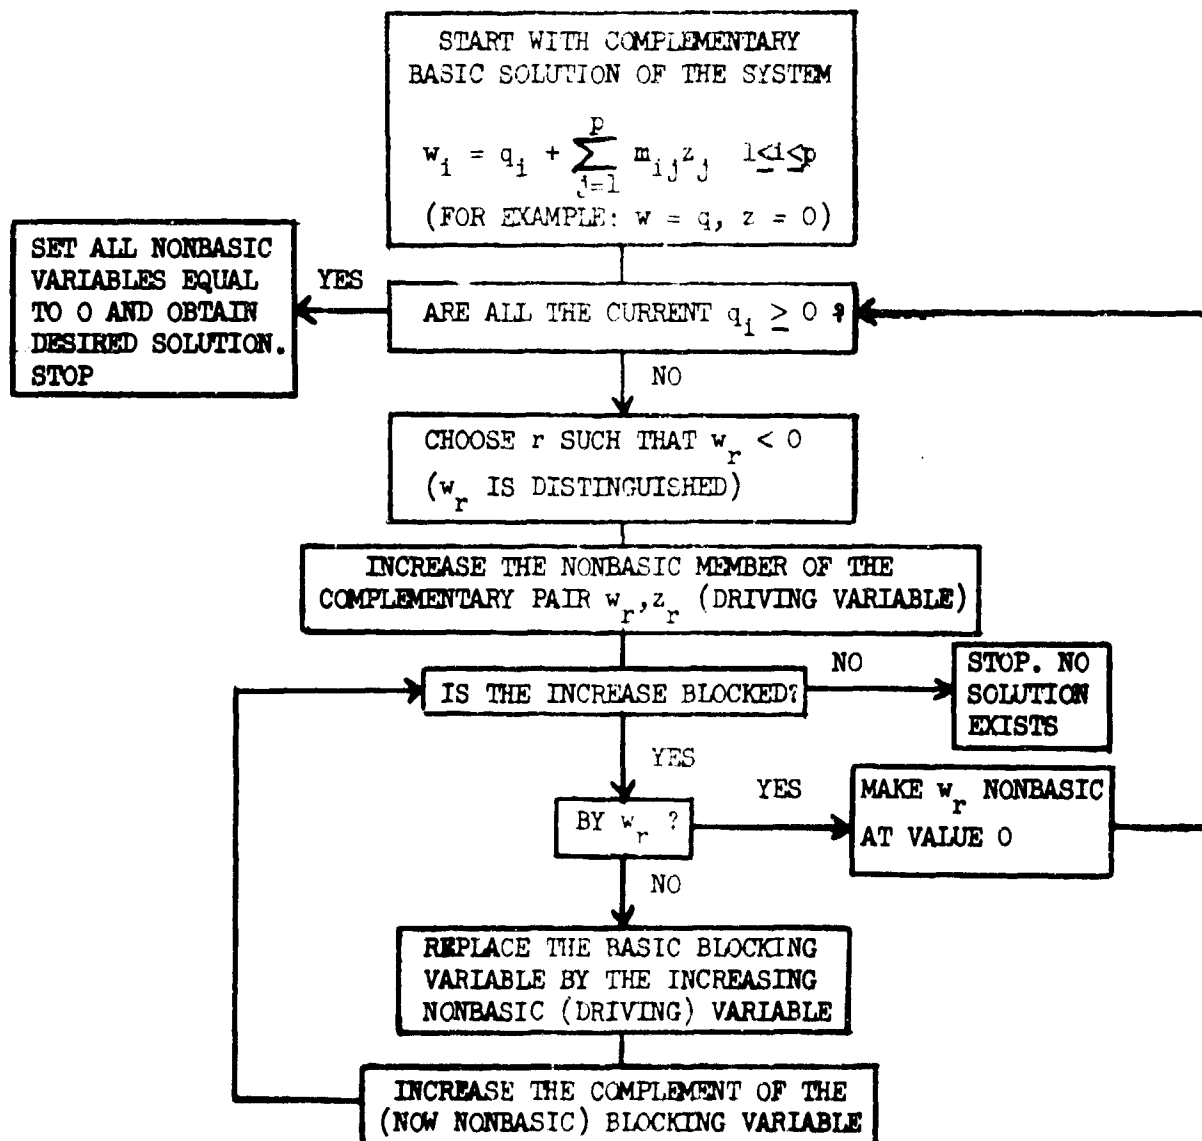 START WITH COMPLEMENTARY
BASIC SOLUTION OF THE SYSTEM
w_i = q_i + \sum_{j=1}^{p} m_{ij} z_j   1≤i≤p
(FOR EXAMPLE: w = q, z = 0)
SET ALL NONBASIC
VARIABLES EQUAL
TO 0 AND OBTAIN
DESIRED SOLUTION.
STOP
YES
ARE ALL THE CURRENT q_i ≥ 0 ?
NO
CHOOSE r SUCH THAT w_r < 0
(w_r IS DISTINGUISHED)
INCREASE THE NONBASIC MEMBER OF THE
COMPLEMENTARY PAIR w_r,z_r (DRIVING VARIABLE)
IS THE INCREASE BLOCKED?
NO
STOP. NO
SOLUTION
EXISTS
YES
BY w_r ?
YES
MAKE w_r NONBASIC
AT VALUE 0
NO
REPLACE THE BASIC BLOCKING
VARIABLE BY THE INCREASING
NONBASIC (DRIVING) VARIABLE
INCREASE THE COMPLEMENT OF THE
(NOW NONBASIC) BLOCKING VARIABLE